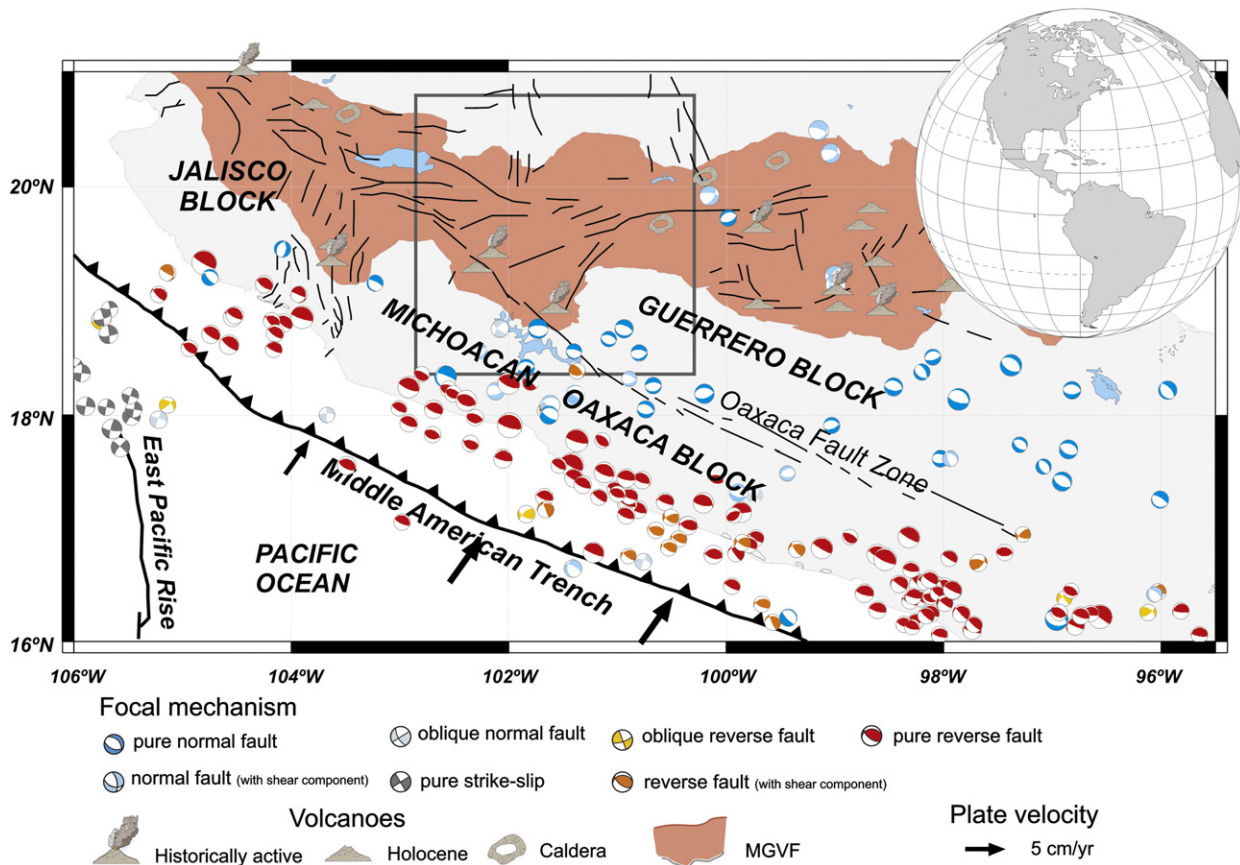 20ºN
18ºN
16ºN
JALISCO
BLOCK
MICHOACAN
OAXACA BLOCK
GUERRERO BLOCK
Oaxaca Fault Zone
Middle American Trench
East Pacific Rise
PACIFIC
OCEAN
106ºW
104ºW
102ºW
100ºW
98ºW
96ºW
Focal mechanism
pure normal fault
oblique normal fault
oblique reverse fault
pure reverse fault
normal fault (with shear component)
pure strike-slip
reverse fault (with shear component)
Volcanoes
Plate velocity
Historically active
Holocene
Caldera
MGVF
5 cm/yr